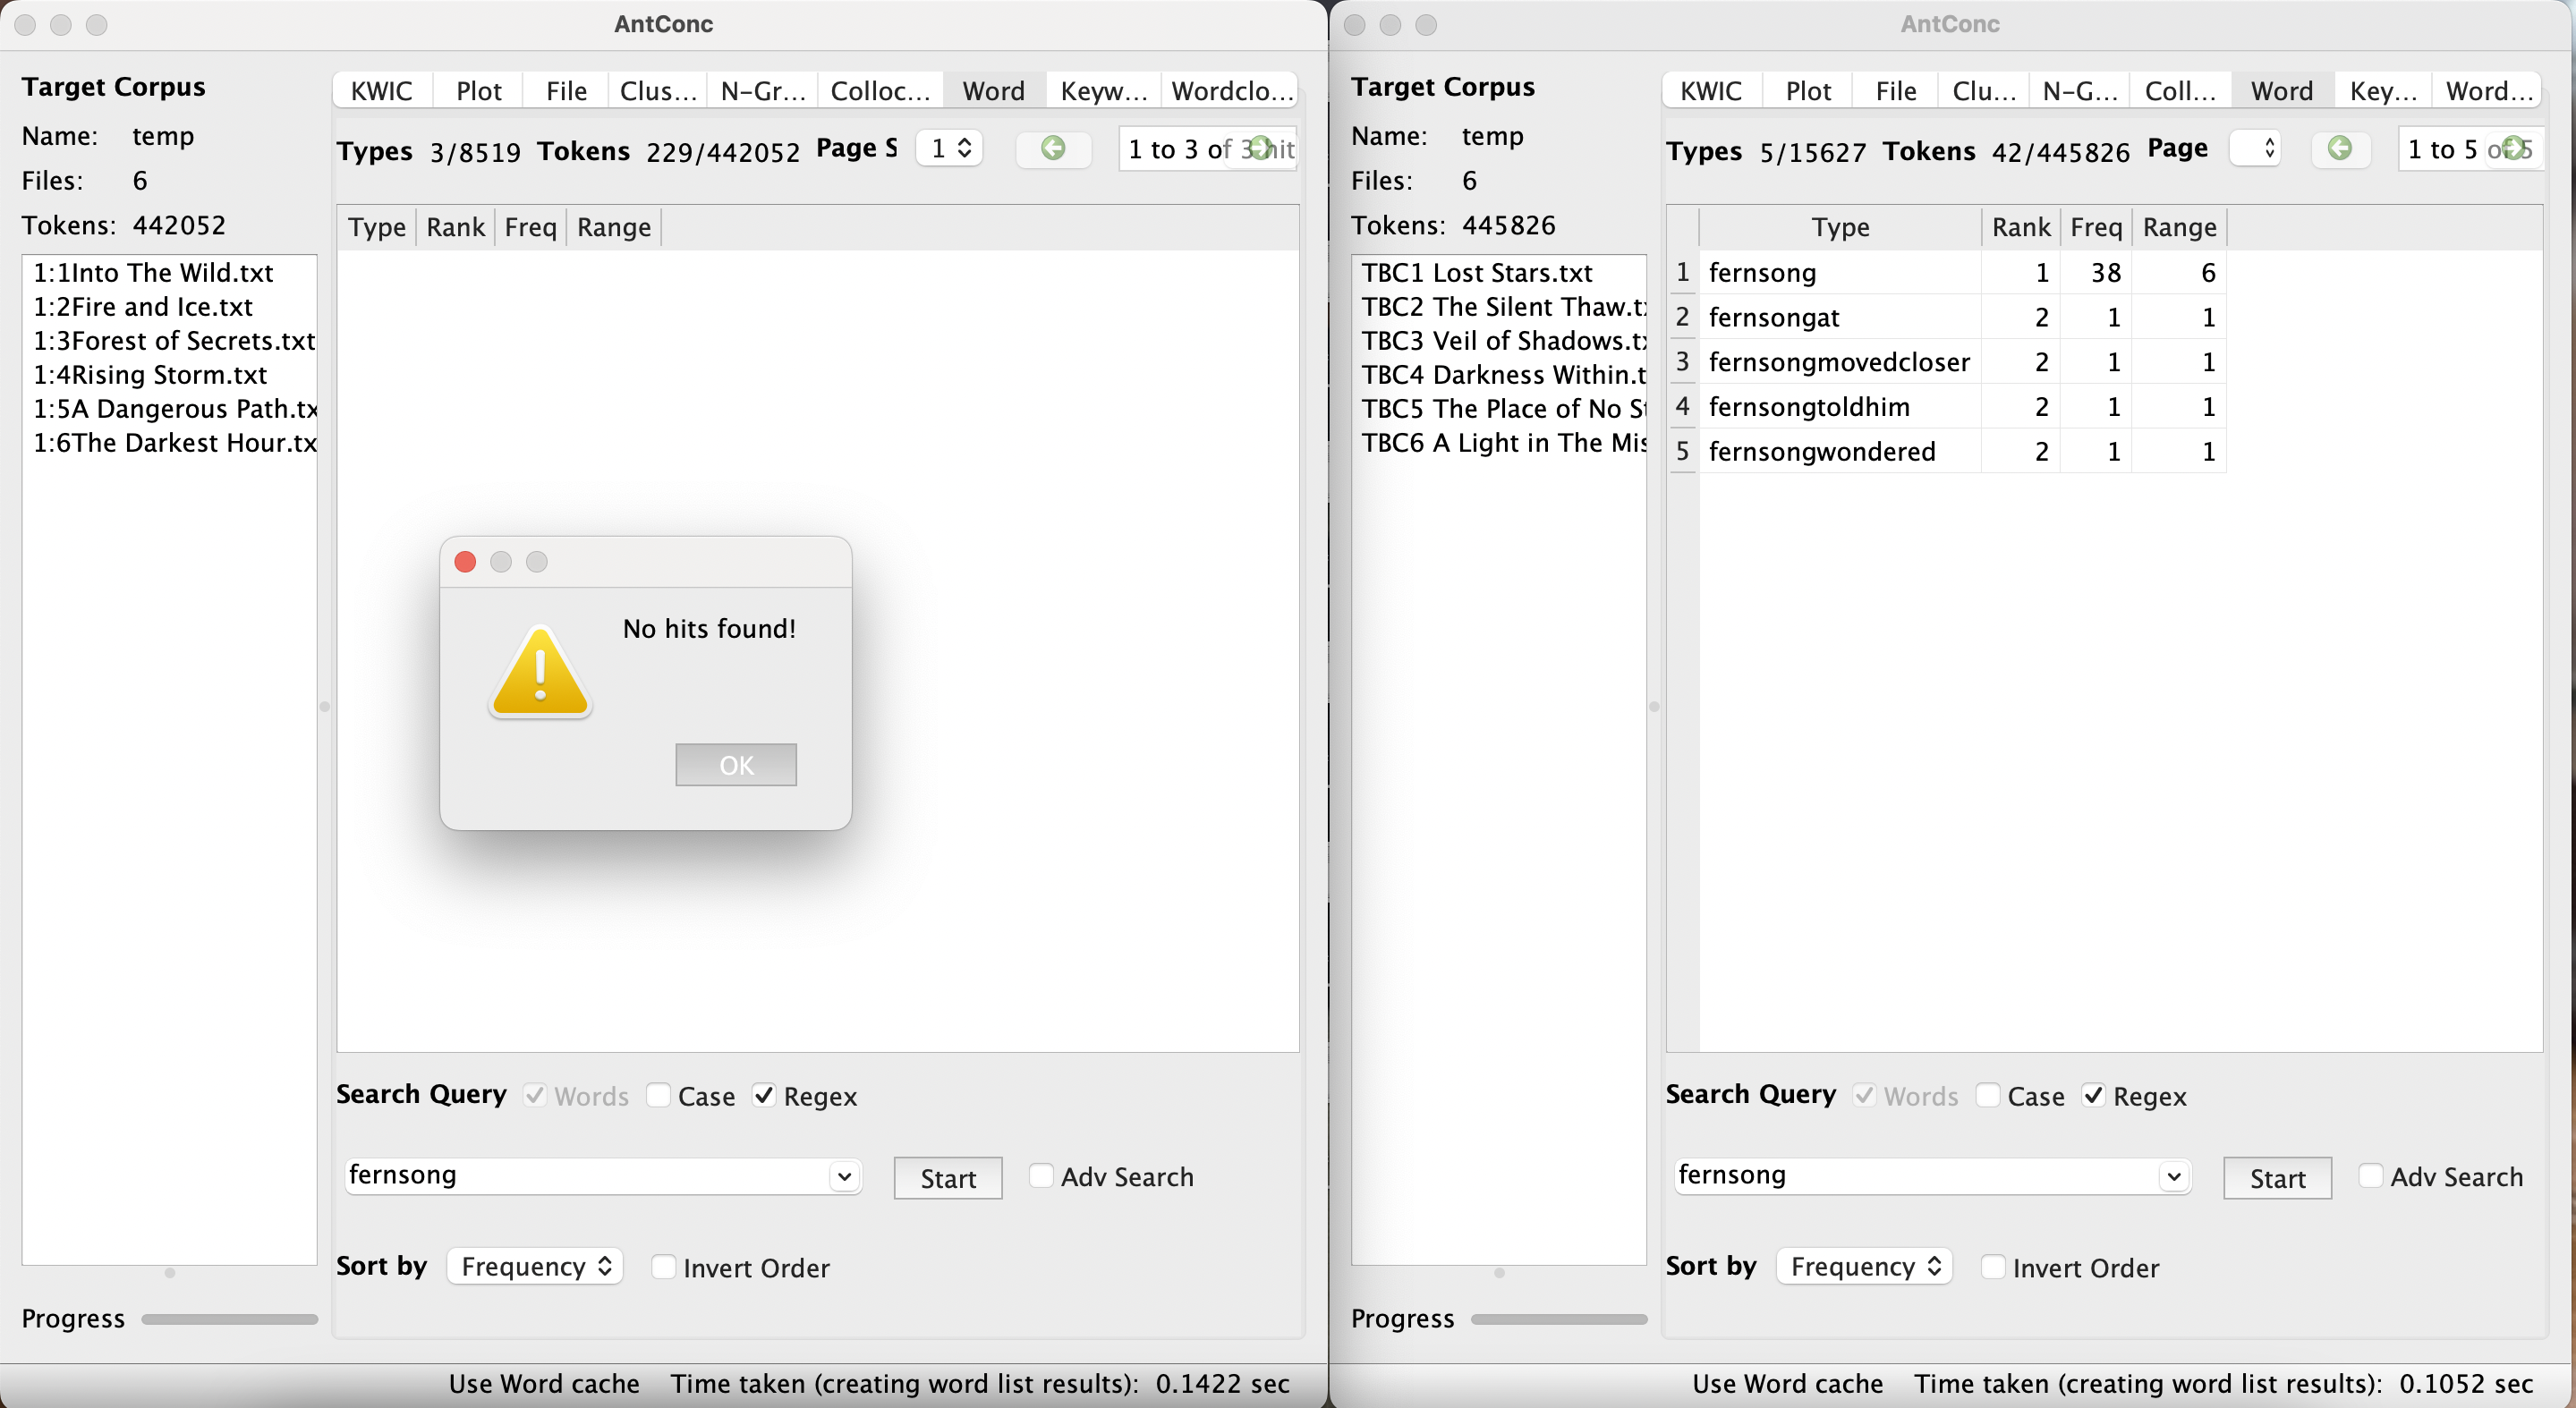 AntConc
Target Corpus
Name: temp
Files: 6
Tokens: 442052
1:1Into The Wild.txt
1:2Fire and Ice.txt
1:3Forest of Secrets.txt
1:4Rising Storm.txt
1:5A Dangerous Path.tx
1:6The Darkest Hour.tx
Progress
KWIC Plot File Clus... N-Gr... Colloc... Word Keyw... Wordclo...
Types 3/8519 Tokens 229/442052 Page S 1 1 to 3 of 3 hit
Type Rank Freq Range
No hits found!
OK
Search Query Words Case Regex
fernsong Start Adv Search
Sort by Frequency Invert Order
Use Word cache Time taken (creating word list results): 0.1422 sec
AntConc
Target Corpus
Name: temp
Files: 6
Tokens: 445826
TBC1 Lost Stars.txt
TBC2 The Silent Thaw.t
TBC3 Veil of Shadows.t
TBC4 Darkness Within.t
TBC5 The Place of No S
TBC6 A Light in The Mis
Progress
KWIC Plot File Clu... N-G... Coll... Word Key... Word...
Types 5/15627 Tokens 42/445826 Page 1 to 5 of 5
Type Rank Freq Range
1 fernsong 1 38 6
2 fernsongat 2 1 1
3 fernsongmovedcloser 2 1 1
4 fernsongtoldhim 2 1 1
5 fernsongwondered 2 1 1
Search Query Words Case Regex
fernsong Start Adv Search
Sort by Frequency Invert Order
Use Word cache Time taken (creating word list results): 0.1052 sec